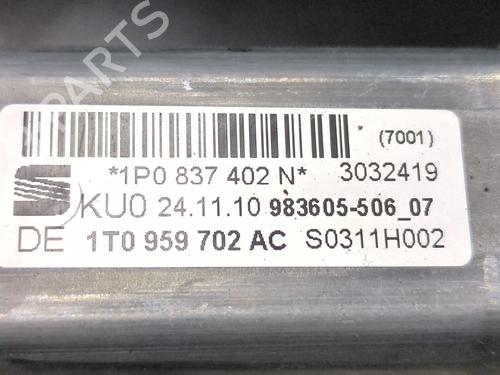 (7001)
*1P0 837 402 N* 3032419
KU0 24.11.10 983605-506_07
DE 1T0 959 702 AC S0311H002